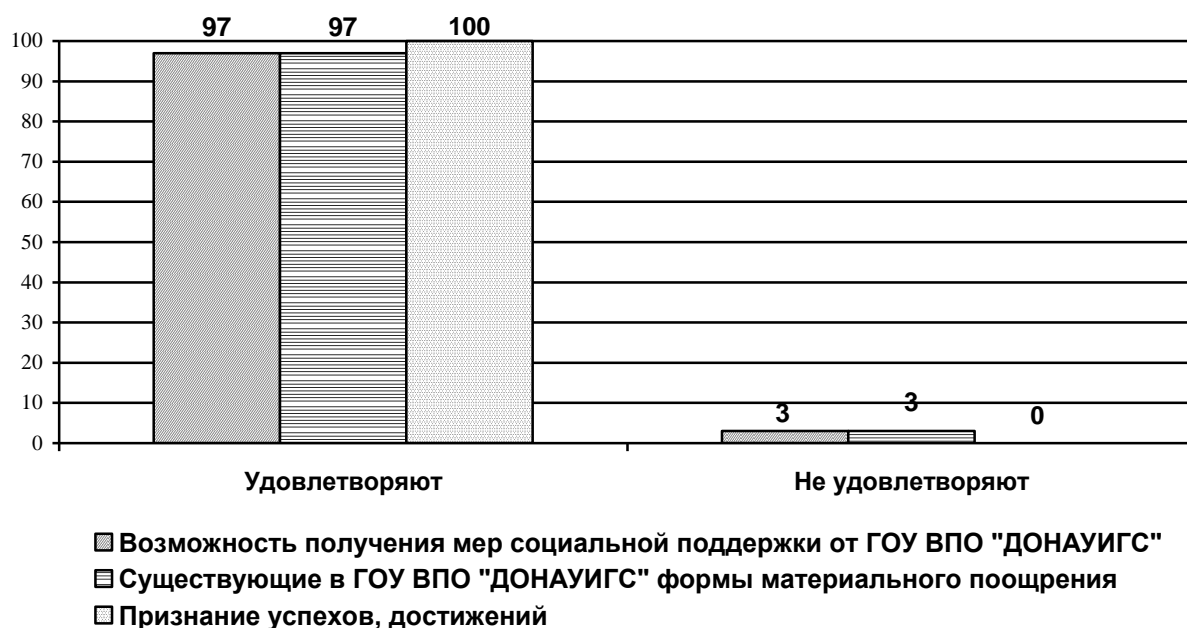 97 97 100
100
90
80
70
60
50
40
30
20
10
0
3 3 0
Удовлетворяют Не удовлетворяют
Возможность получения мер социальной поддержки от ГОУ ВПО "ДОНАУИГС"
Существующие в ГОУ ВПО "ДОНАУИГС" формы материального поощрения
Признание успехов, достижений